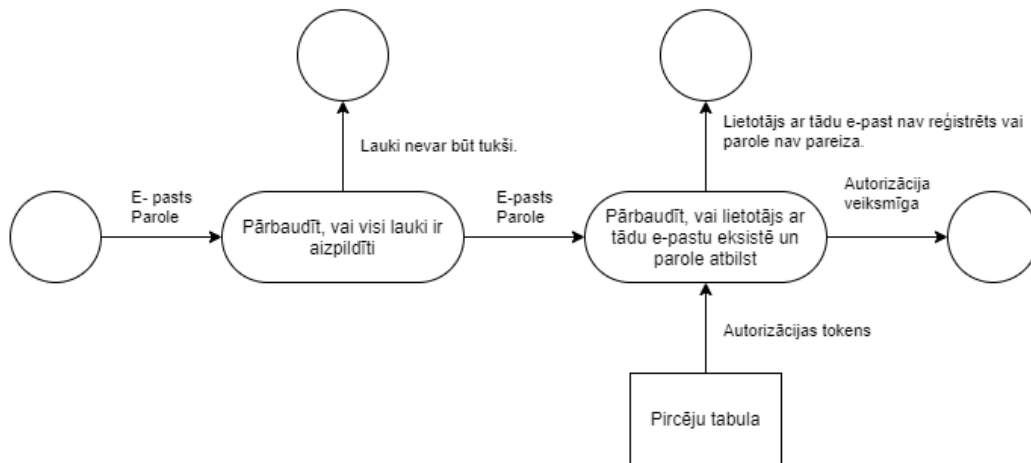 Lauki nevar būt tukši.
Lietotājs ar tādu e-past nav reģistrēts vai
parole nav pareiza.
E- pasts
Parole
Pārbaudīt, vai visi lauki ir
aizpildīti
E-pasts
Parole
Pārbaudīt, vai lietotājs ar
tādu e-pastu eksistē un
parole atbilst
Autorizācija
veiksmīga
Autorizācijas tokens
Pircēju tabula